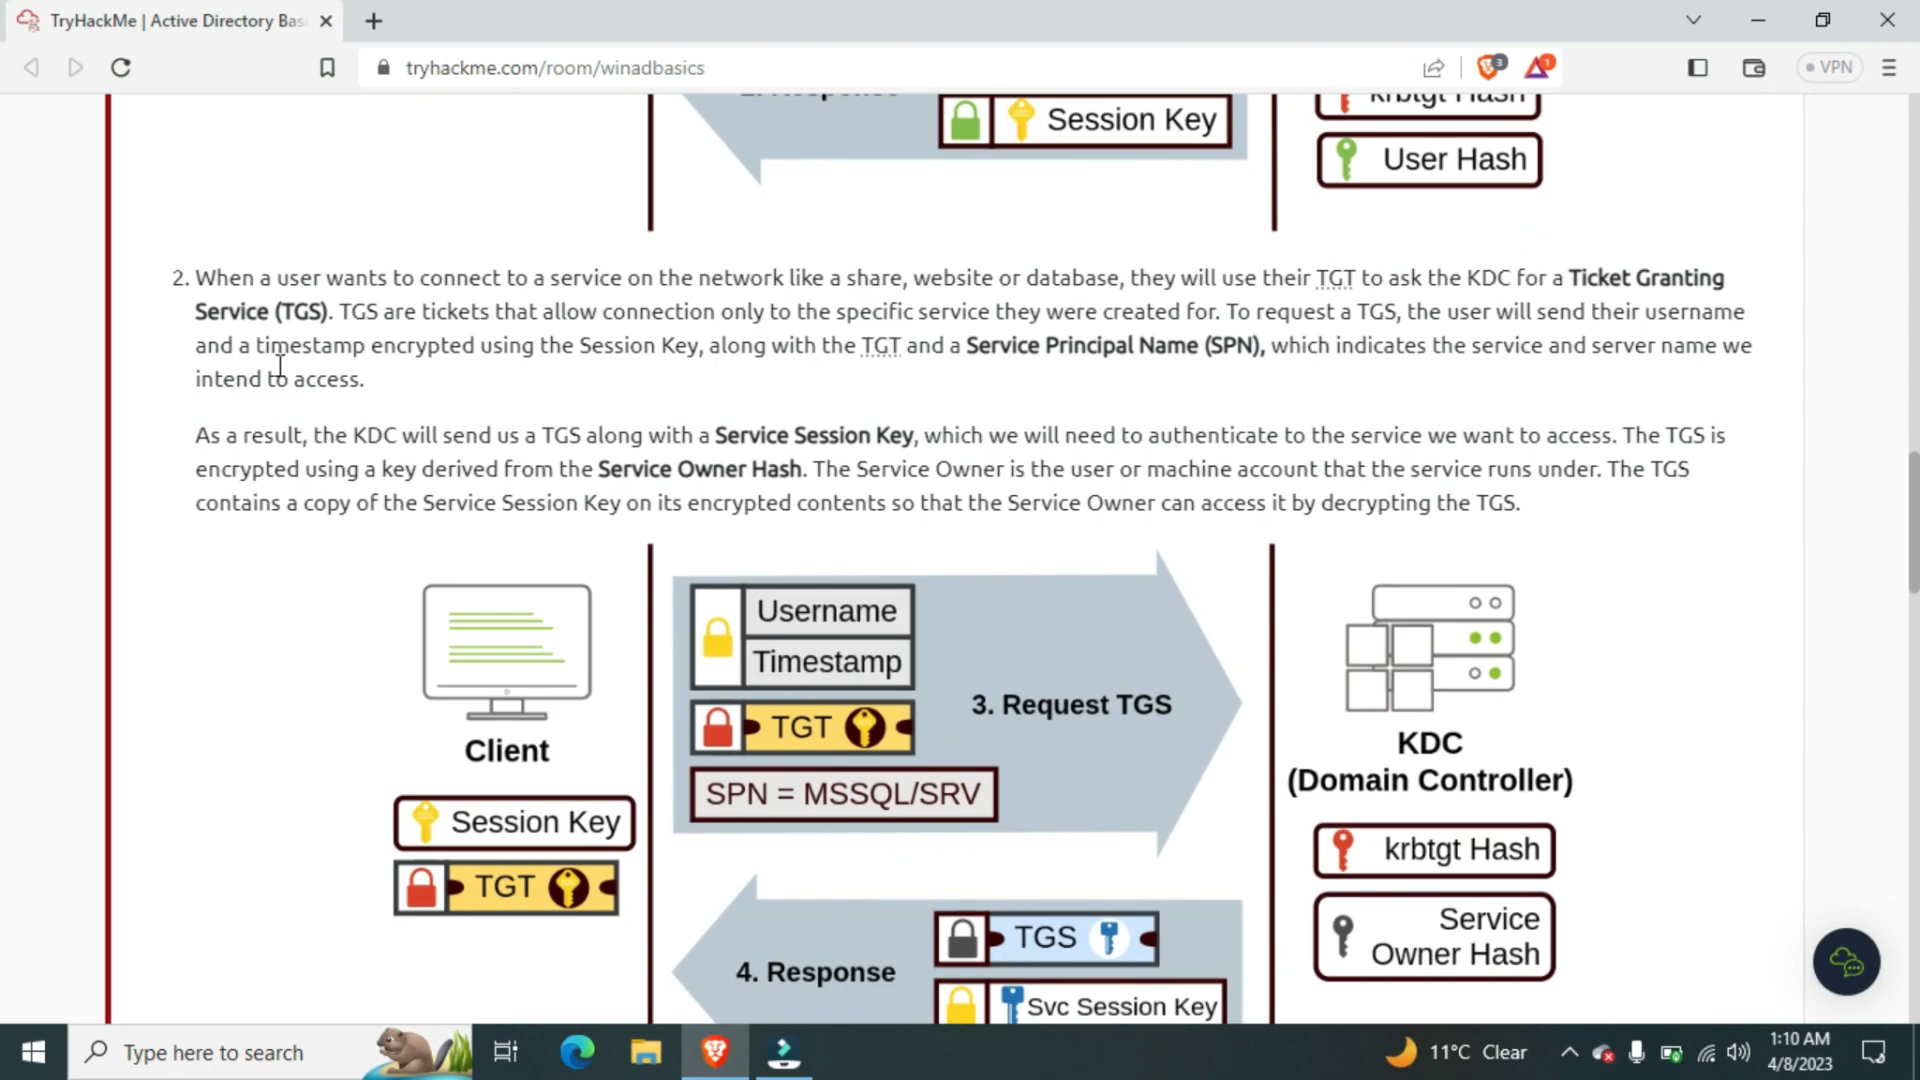 TryHackMe | Active Directory Bas
tryhackme.com/room/winadbasics
3
1
VPN
2. Response
Session Key
krbtgt Hash
User Hash
2. When a user wants to connect to a service on the network like a share, website or database, they will use their TGT to ask the KDC for a Ticket Granting
Service (TGS). TGS are tickets that allow connection only to the specific service they were created for. To request a TGS, the user will send their username
and a timestamp encrypted using the Session Key, along with the TGT and a Service Principal Name (SPN), which indicates the service and server name we
intend to access.
As a result, the KDC will send us a TGS along with a Service Session Key, which we will need to authenticate to the service we want to access. The TGS is
encrypted using a key derived from the Service Owner Hash. The Service Owner is the user or machine account that the service runs under. The TGS
contains a copy of the Service Session Key on its encrypted contents so that the Service Owner can access it by decrypting the TGS.
Username
Timestamp
TGT
SPN = MSSQL/SRV
3. Request TGS
Client
Session Key
TGT
KDC
(Domain Controller)
krbtgt Hash
Service
Owner Hash
4. Response
TGS
Svc Session Key
Type here to search
11°C Clear
1:10 AM
4/8/2023